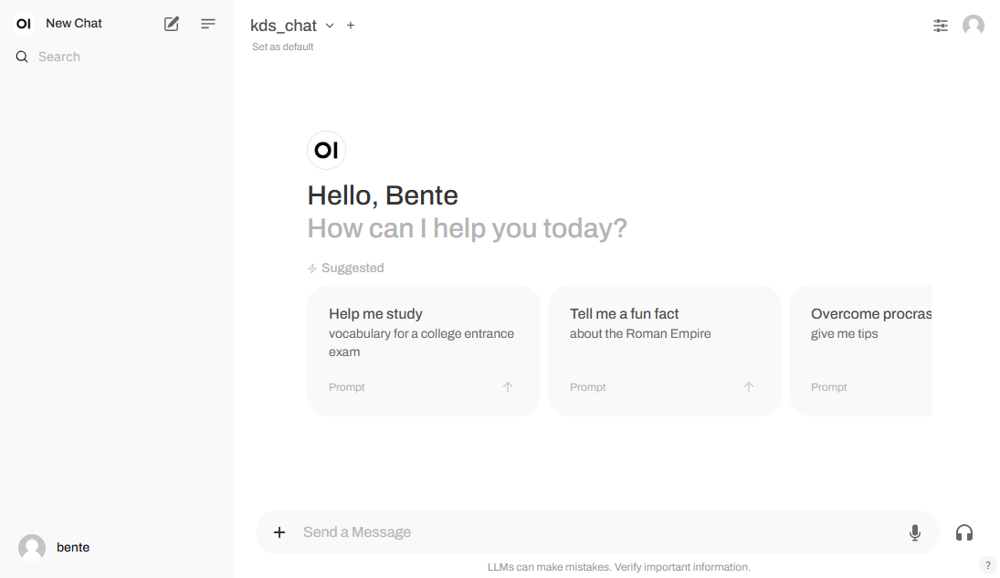 OI New Chat
Search
kds_chat
Set as default
OI
Hello, Bente
How can I help you today?
Suggested
Help me study
vocabulary for a college entrance
exam
Prompt
Tell me a fun fact
about the Roman Empire
Prompt
Overcome procras
give me tips
Prompt
Send a Message
LLMs can make mistakes. Verify important information.
bente
?